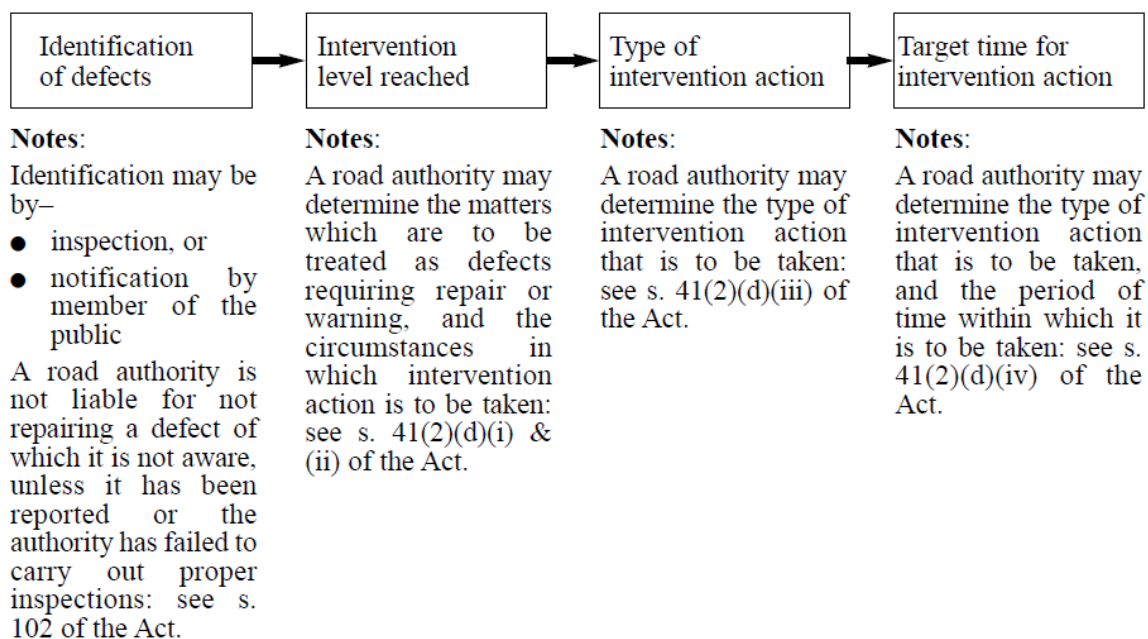 Identification
of defects
Intervention
level reached
Type of
intervention action
Target time for
intervention action
Notes:
Identification may be
by–
● inspection, or
● notification by
member of the
public
A road authority is
not liable for not
repairing a defect of
which it is not aware,
unless it has been
reported or the
authority has failed to
carry out proper
inspections: see s.
102 of the Act.
Notes:
A road authority may
determine the matters
which are to be
treated as defects
requiring repair or
warning, and the
circumstances in
which intervention
action is to be taken:
see s. 41(2)(d)(i) &
(ii) of the Act.
Notes:
A road authority may
determine the type of
intervention action
that is to be taken:
see s. 41(2)(d)(iii) of
the Act.
Notes:
A road authority may
determine the type of
intervention action
that is to be taken,
and the period of
time within which it
is to be taken: see s.
41(2)(d)(iv) of the
Act.